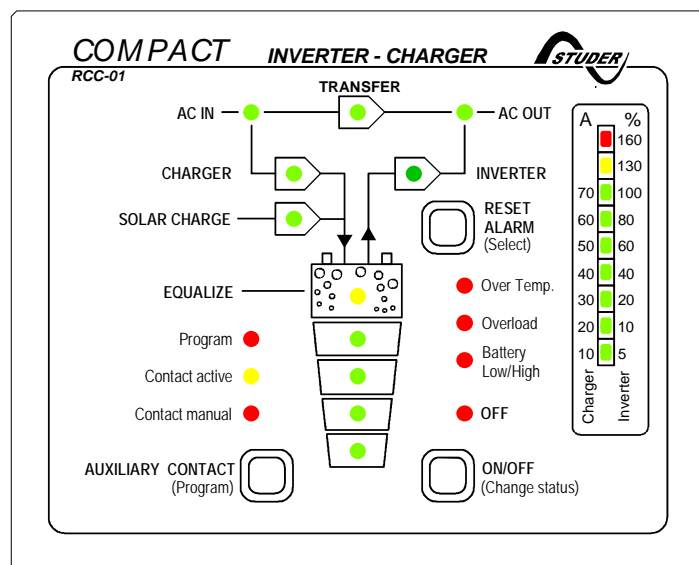 COMPACT INVERTER - CHARGER STUDER
RCC-01
TRANSFER
AC IN AC OUT
A %
160
130
CHARGER INVERTER
70 100
SOLAR CHARGE
RESET
ALARM
(Select)
60 80
50 60
40 40
EQUALIZE
Over Temp.
30 20
Program
Overload
20 10
Contact active
Battery
Low/High
10 5
Charger Inverter
Contact manual
OFF
AUXILIARY CONTACT
(Program)
ON/OFF
(Change status)